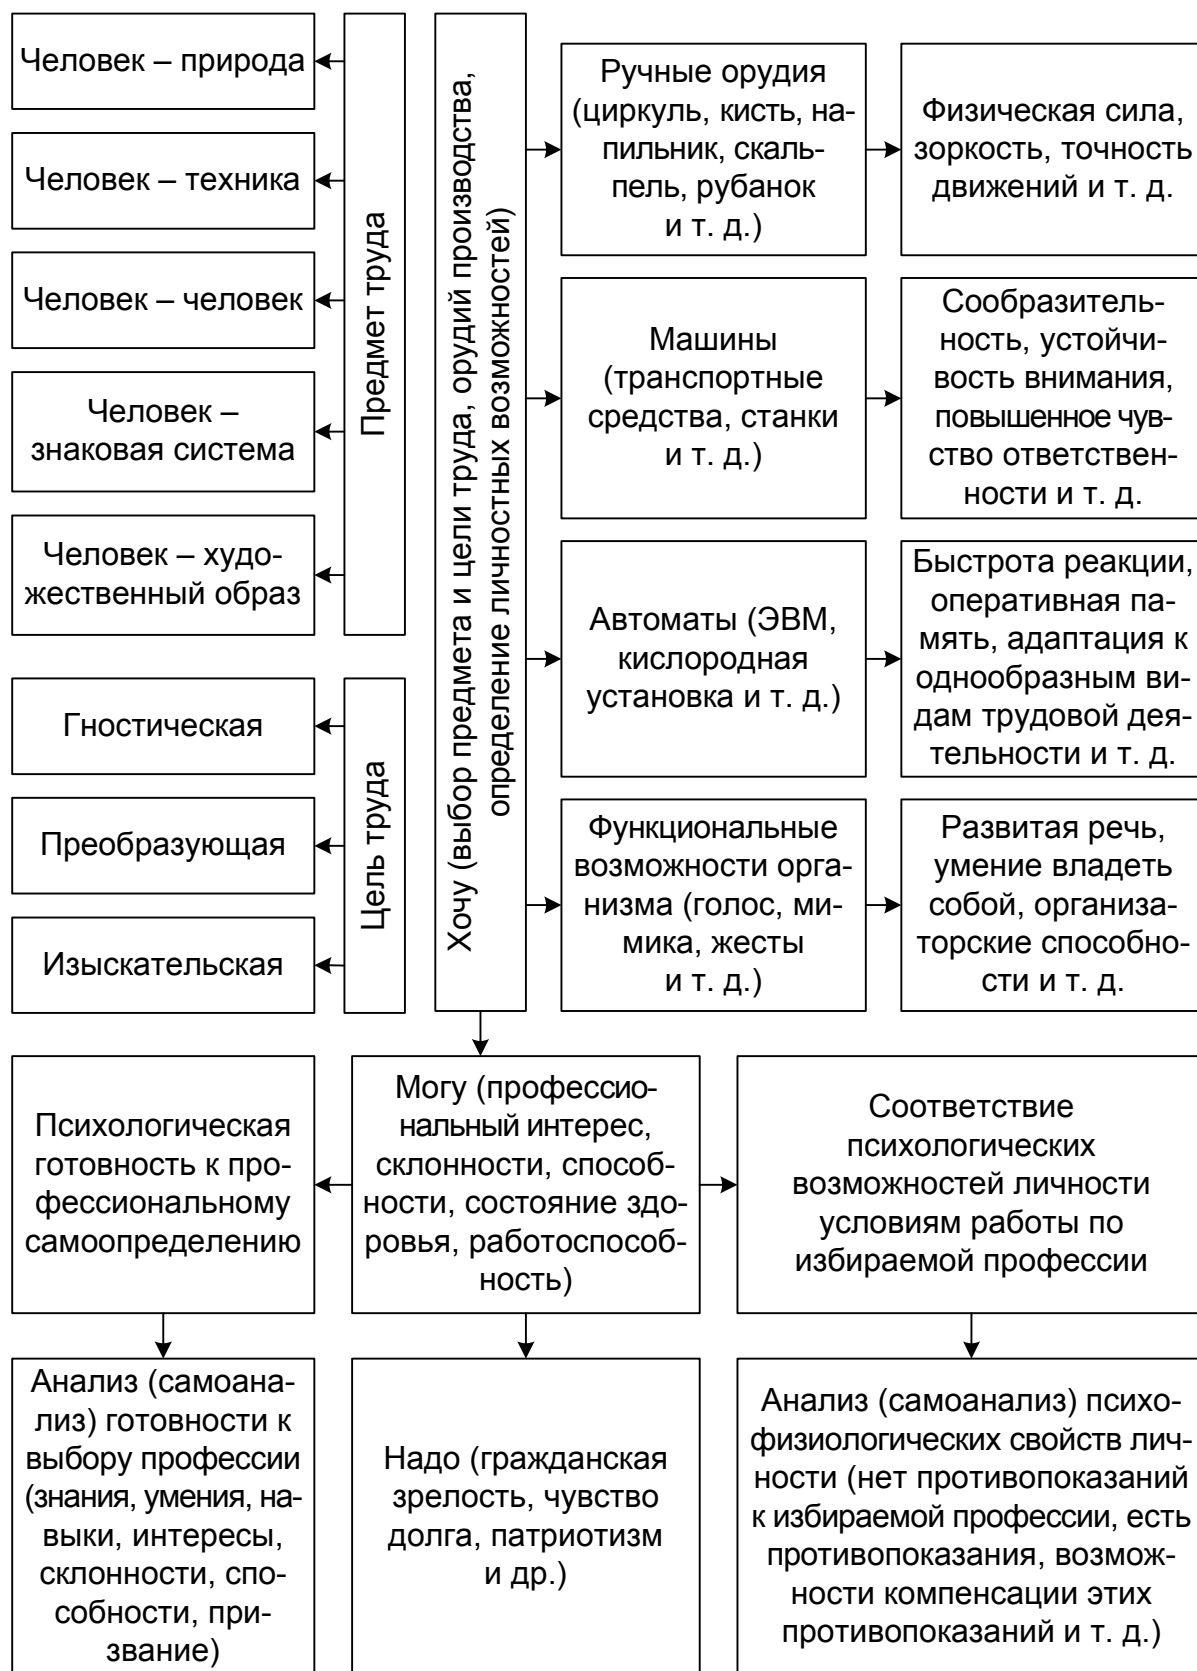 Человек – природа
Человек – техника
Человек – человек
Человек –
знаковая система
Человек – худо-
жественный образ
Предмет труда
Гностическая
Преобразующая
Изыскательская
Цель труда
Хочу (выбор предмета и цели труда, орудий производства,
определение личностных возможностей)
Ручные орудия
(циркуль, кисть, на-
пильник, скаль-
пель, рубанок
и т. д.)
Физическая сила,
зоркость, точность
движений и т. д.
Машины
(транспортные
средства, станки
и т. д.)
Сообразитель-
ность, устойчи-
вость внимания,
повышенное чув-
ство ответствен-
ности и т. д.
Автоматы (ЭВМ,
кислородная
установка и т. д.)
Быстрота реакции,
оперативная па-
мять, адаптация к
однообразным ви-
дам трудовой дея-
тельности и т. д.
Функциональные
возможности орга-
низма (голос, ми-
мика, жесты
и т. д.)
Развитая речь,
умение владеть
собой, организа-
торские способно-
сти и т. д.
Психологическая
готовность к про-
фессиональному
самоопределению
Могу (профессио-
нальный интерес,
склонности, способ-
ности, состояние здо-
ровья, работоспособ-
ность)
Соответствие
психологических
возможностей личности
условиям работы по
избираемой профессии
Анализ (самоана-
лиз) готовности к
выбору профессии
(знания, умения, на-
выки, интересы,
склонности, спо-
собности, при-
звание)
Надо (гражданская
зрелость, чувство
долга, патриотизм
и др.)
Анализ (самоанализ) психо-
физиологических свойств лич-
ности (нет противопоказаний
к избираемой профессии, есть
противопоказания, возмож-
ности компенсации этих
противопоказаний и т. д.)